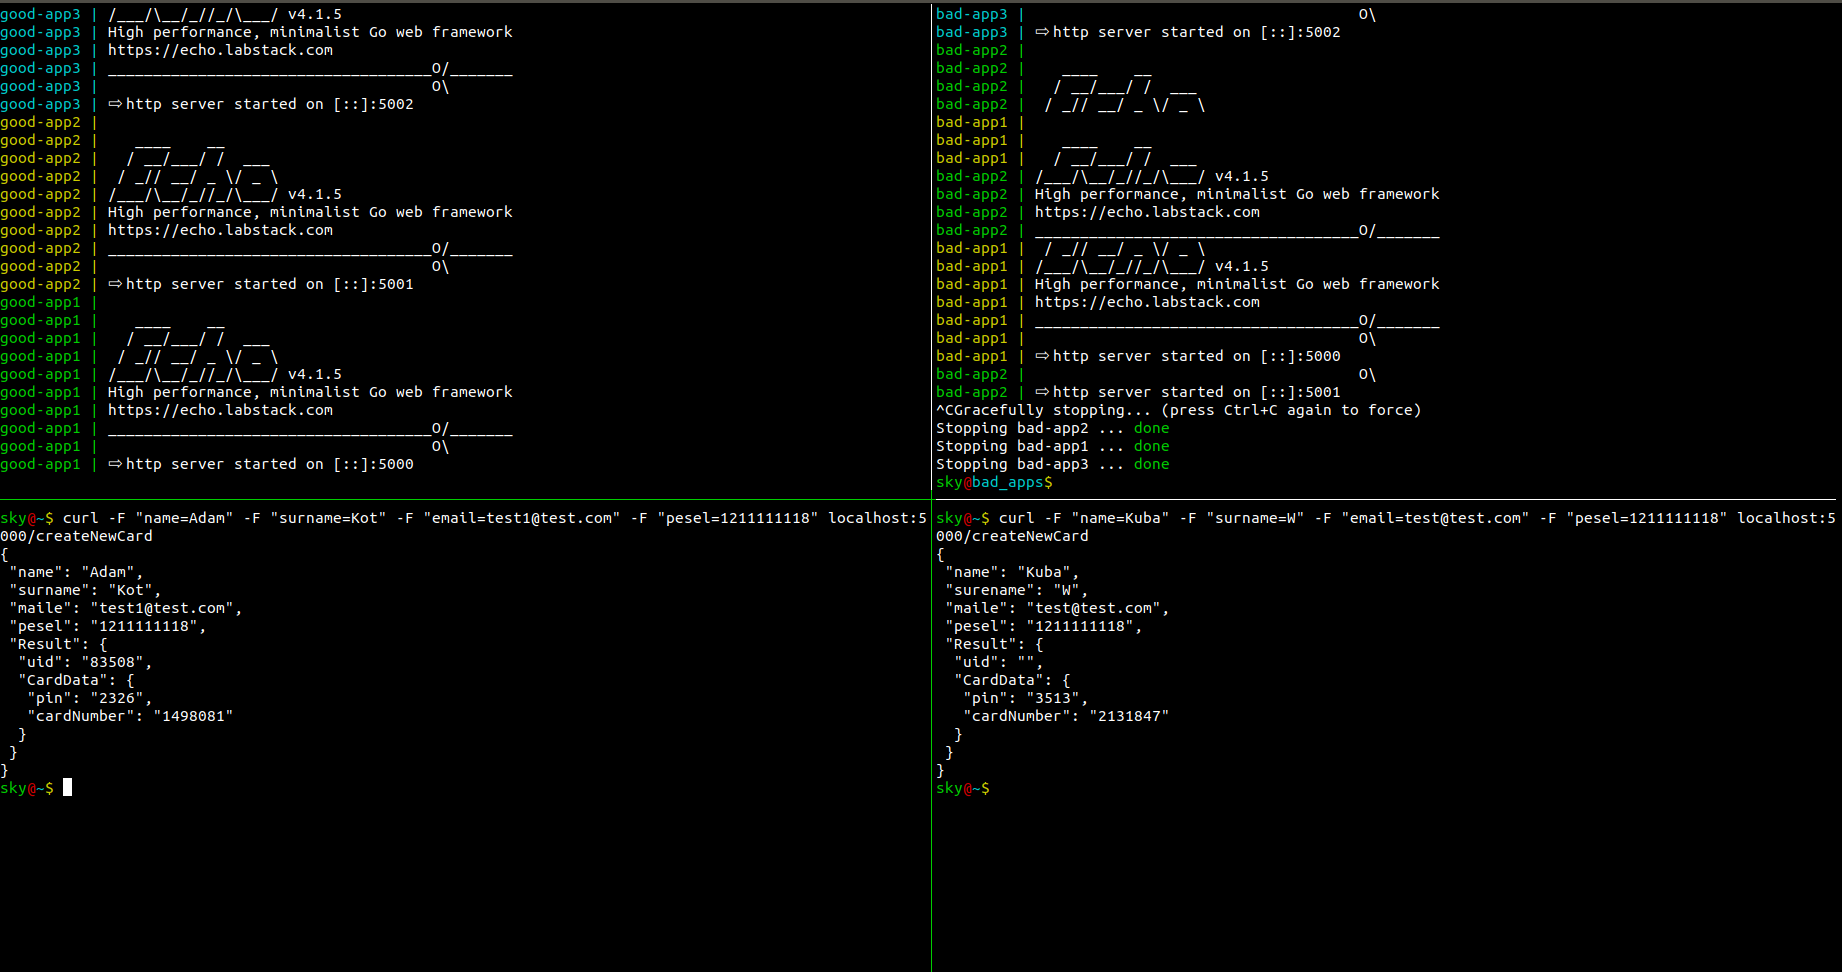 good-app3 | /___/\__/_//_/\___/ v4.1.5
good-app3 | High performance, minimalist Go web framework
good-app3 | https://echo.labstack.com
good-app3 | ____________________________________O/_______
good-app3 |                                     O\
good-app3 | ⇨ http server started on [::]:5002
good-app2 |
good-app2 |    ____    __
good-app2 |   / __/___/ /  ___
good-app2 |  / _// __/ _ \/ _ \
good-app2 | /___/\__/_//_/\___/ v4.1.5
good-app2 | High performance, minimalist Go web framework
good-app2 | https://echo.labstack.com
good-app2 | ____________________________________O/_______
good-app2 |                                     O\
good-app2 | ⇨ http server started on [::]:5001
good-app1 |
good-app1 |    ____    __
good-app1 |   / __/___/ /  ___
good-app1 |  / _// __/ _ \/ _ \
good-app1 | /___/\__/_//_/\___/ v4.1.5
good-app1 | High performance, minimalist Go web framework
good-app1 | https://echo.labstack.com
good-app1 | ____________________________________O/_______
good-app1 |                                     O\
good-app1 | ⇨ http server started on [::]:5000
bad-app3 |                                     O\
bad-app3 | ⇨ http server started on [::]:5002
bad-app2 |
bad-app2 |    ____    __
bad-app2 |   / __/___/ /  ___
bad-app2 |  / _// __/ _ \/ _ \
bad-app1 |
bad-app1 |    ____    __
bad-app1 |   / __/___/ /  ___
bad-app2 | /___/\__/_//_/\___/ v4.1.5
bad-app2 | High performance, minimalist Go web framework
bad-app2 | https://echo.labstack.com
bad-app2 | ____________________________________O/_______
bad-app1 |  / _// __/ _ \/ _ \
bad-app1 | /___/\__/_//_/\___/ v4.1.5
bad-app1 | High performance, minimalist Go web framework
bad-app1 | https://echo.labstack.com
bad-app1 | ____________________________________O/_______
bad-app1 |                                     O\
bad-app1 | ⇨ http server started on [::]:5000
bad-app2 |                                     O\
bad-app2 | ⇨ http server started on [::]:5001
^CGracefully stopping... (press Ctrl+C again to force)
Stopping bad-app2 ... done
Stopping bad-app1 ... done
Stopping bad-app3 ... done
sky@bad_apps$
sky@~$ curl -F "name=Adam" -F "surname=Kot" -F "email=test1@test.com" -F "pesel=1211111118" localhost:5
000/createNewCard
{
 "name": "Adam",
 "surname": "Kot",
 "maile": "test1@test.com",
 "pesel": "1211111118",
 "Result": {
  "uid": "83508",
  "CardData": {
   "pin": "2326",
   "cardNumber": "1498081"
  }
 }
}
sky@~$
sky@~$ curl -F "name=Kuba" -F "surname=W" -F "email=test@test.com" -F "pesel=1211111118" localhost:5
000/createNewCard
{
 "name": "Kuba",
 "surename": "W",
 "maile": "test@test.com",
 "pesel": "1211111118",
 "Result": {
  "uid": "",
  "CardData": {
   "pin": "3513",
   "cardNumber": "2131847"
  }
 }
}
sky@~$